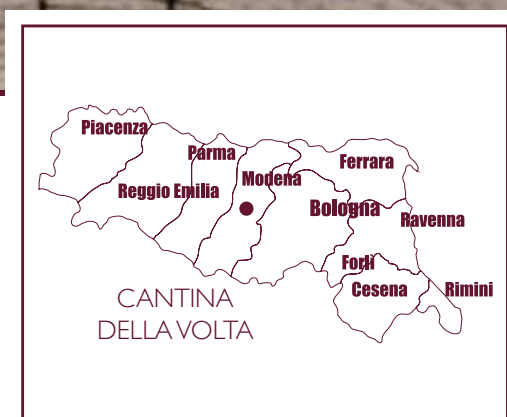 Piacenza
Parma
Ferrara
Reggio Emilia
Modena
Bologna
Ravenna
Forlì
Cesena
Rimini
CANTINA
DELLA VOLTA